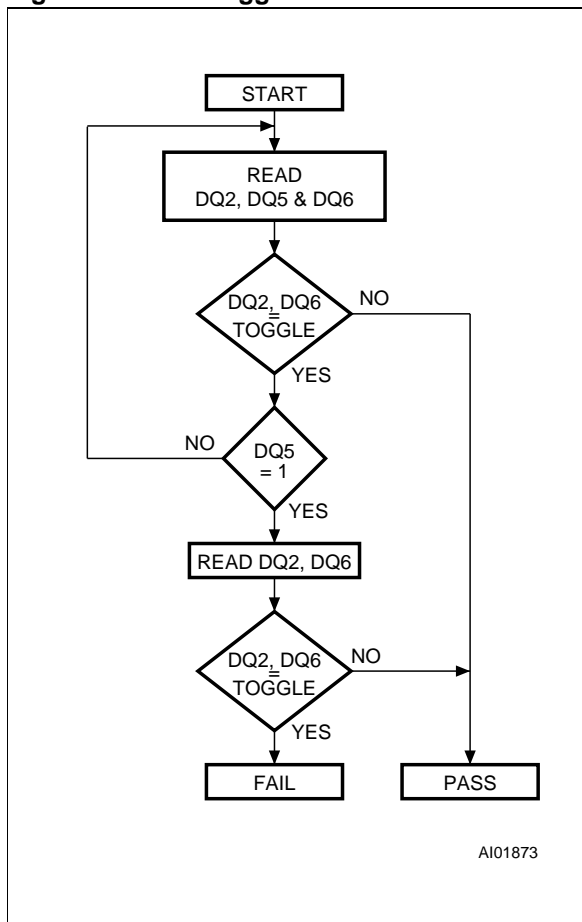 START
READ
DQ2, DQ5 & DQ6
DQ2, DQ6
=
TOGGLE
NO
YES
NO
DQ5
= 1
YES
READ DQ2, DQ6
DQ2, DQ6
=
TOGGLE
NO
YES
FAIL
PASS
AI01873